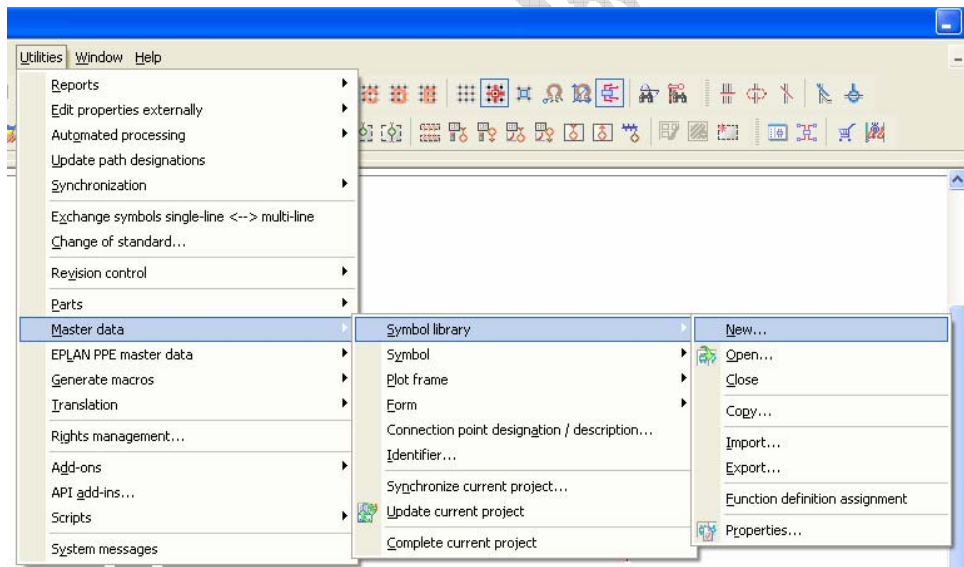 Utilities Window Help
Reports
Edit properties externally
Automated processing
Update path designations
Synchronization
Exchange symbols single-line <--> multi-line
Change of standard...
Revision control
Parts
Master data
EPLAN PPE master data
Generate macros
Translation
Rights management...
Add-ons
API add-ins...
Scripts
System messages
Symbol library
Symbol
Plot frame
Form
Connection point designation / description...
Identifier...
Synchronize current project...
Update current project
Complete current project
New...
Open...
Close
Copy...
Import...
Export...
Function definition assignment
Properties...